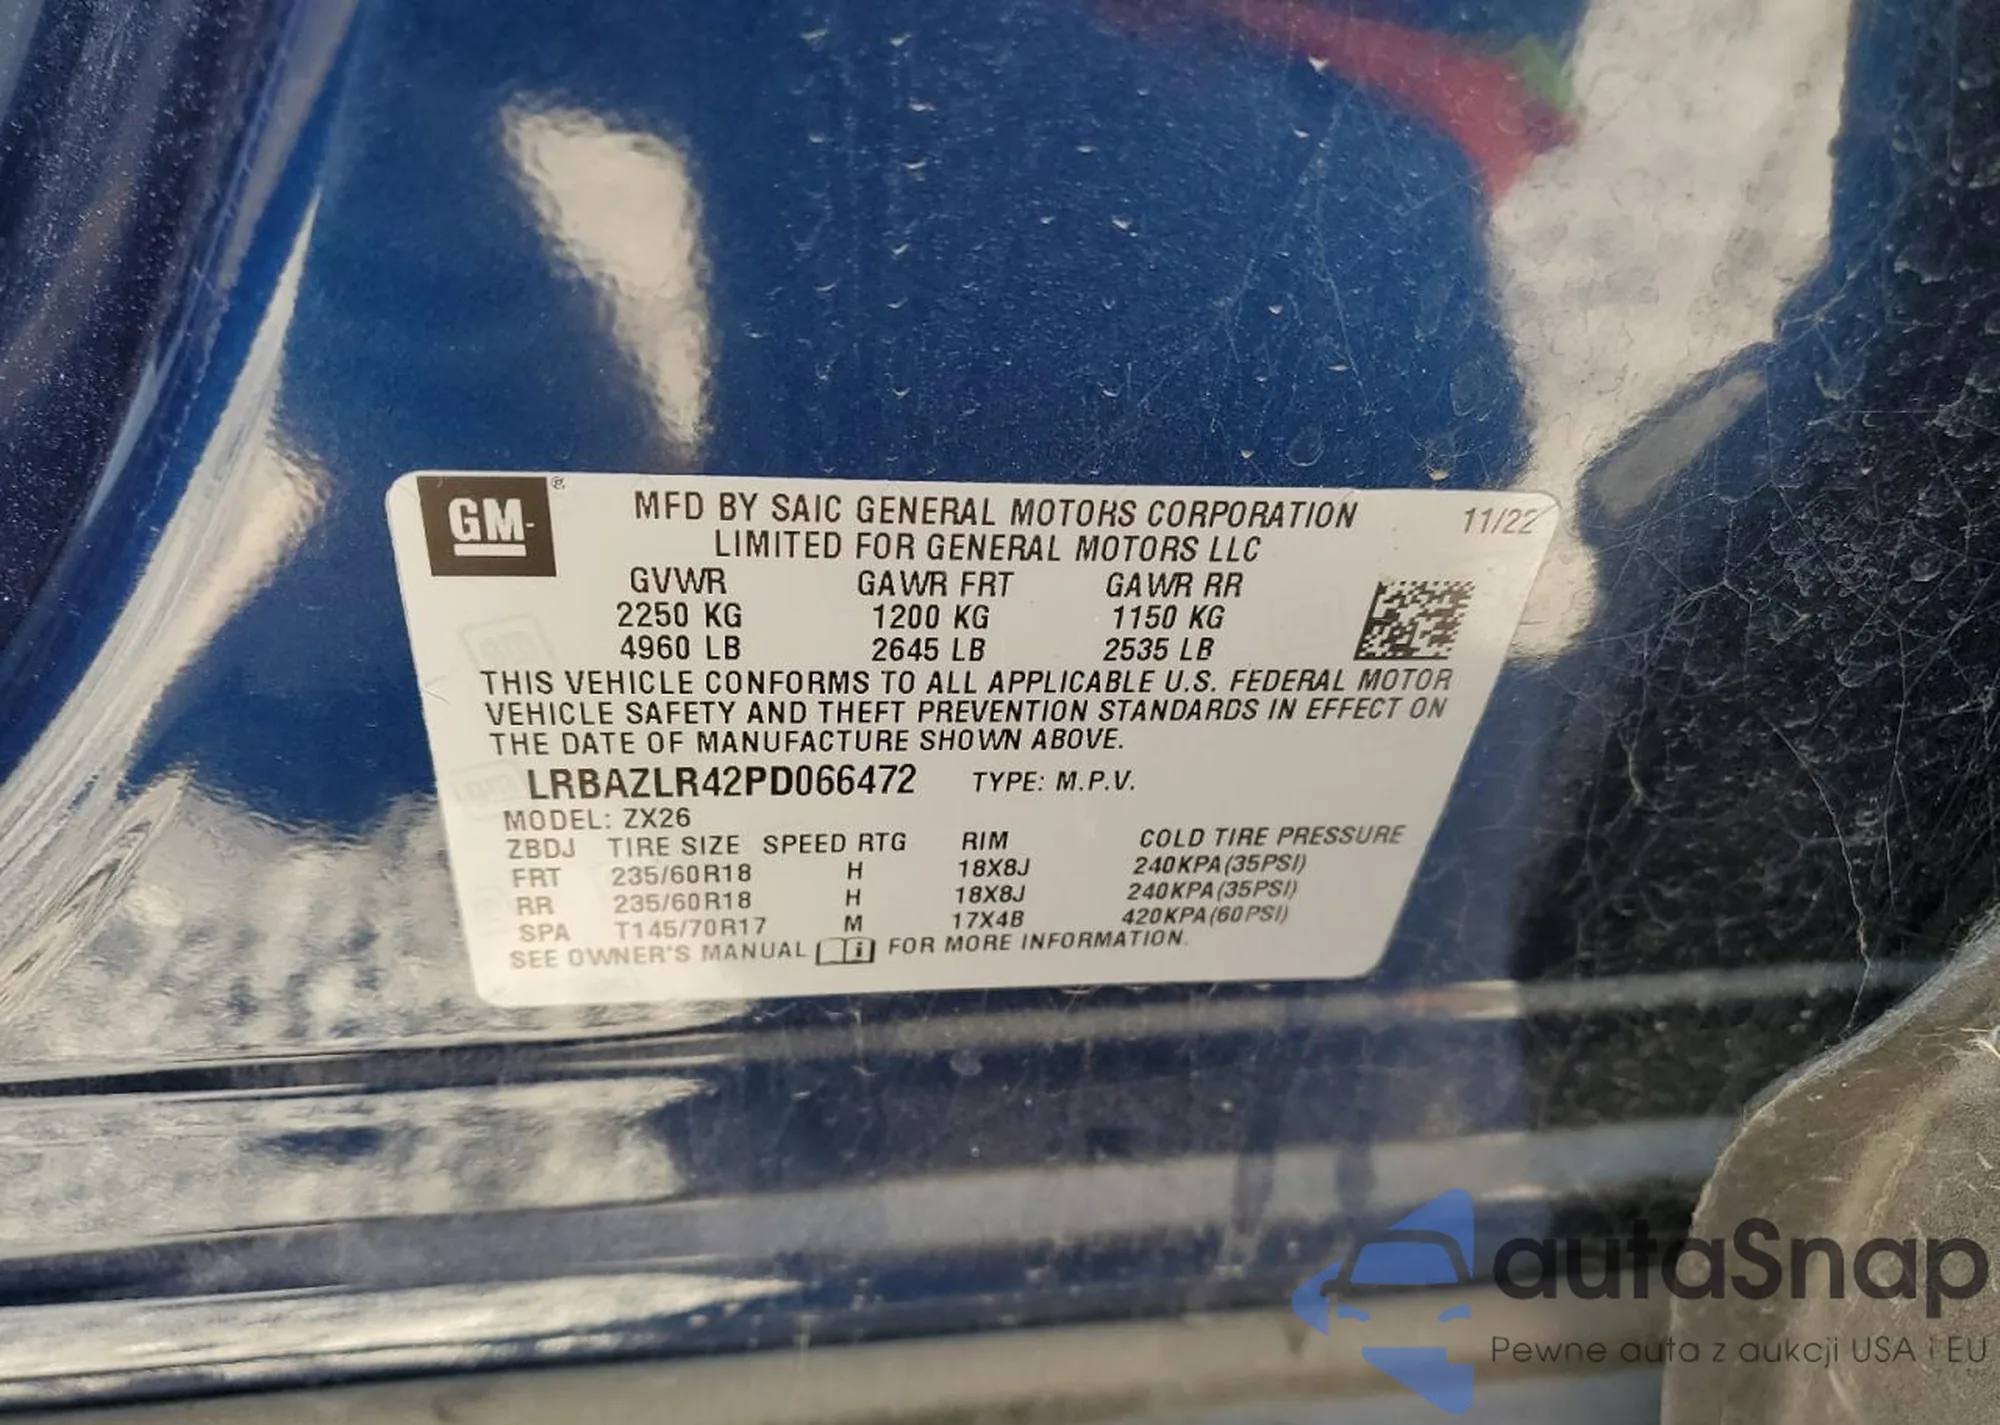 GM ®
MFD BY SAIC GENERAL MOTORS CORPORATION 11/22
LIMITED FOR GENERAL MOTORS LLC
GVWR GAWR FRT GAWR RR
2250 KG 1200 KG 1150 KG
4960 LB 2645 LB 2535 LB
THIS VEHICLE CONFORMS TO ALL APPLICABLE U.S. FEDERAL MOTOR
VEHICLE SAFETY AND THEFT PREVENTION STANDARDS IN EFFECT ON
THE DATE OF MANUFACTURE SHOWN ABOVE.
LRBAZLR42PD066472 TYPE: M.P.V.
MODEL: ZX26
ZBDJ TIRE SIZE SPEED RTG RIM COLD TIRE PRESSURE
FRT 235/60R18 H 18X8J 240KPA(35PSI)
RR 235/60R18 H 18X8J 240KPA(35PSI)
SPA T145/70R17 M 17X4B 420KPA(60PSI)
SEE OWNER'S MANUAL i FOR MORE INFORMATION.
autaSnap
Pewne auta z aukcji USA i EU